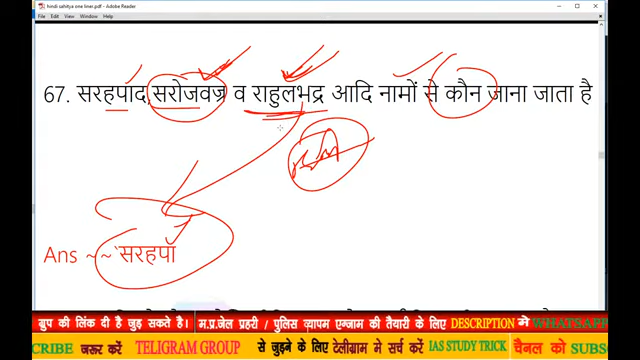 hindi sahitya one liner.pdf - Adobe Reader
File Edit View Window Help
67. सरहपाद,सरोजवज्र व राहुलभद्र आदि नामों से कौन जाना जाता है
Ans ~~`सरहपा
ग्रुप की लिंक दी है जुड़ सकते है। म.प्र.जेल प्रहरी / पुलिस व्यापम एग्जाम की तैयारी के लिए DESCRIPTION मे WHATSAPP
CRIBE जरूर करें TELIGRAM GROUP से जुड़ने के लिए टेलीग्राम मे सर्च करें IAS STUDY TRICK चैनल को SUBS